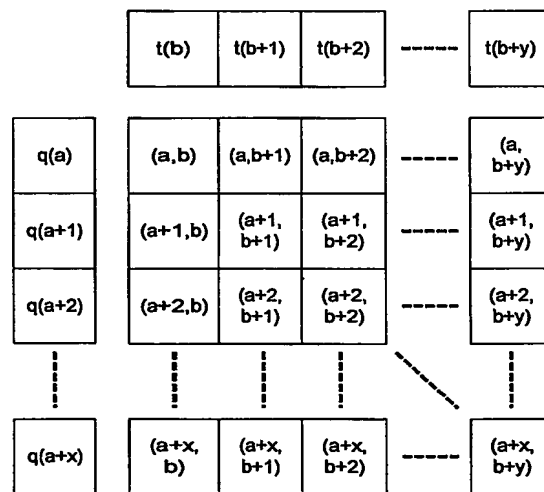 t(b) t(b+1) t(b+2) t(b+y)
q(a) (a,b) (a,b+1) (a,b+2) (a,
b+y)
q(a+1) (a+1,b) (a+1,
b+1) (a+1,
b+2) (a+1,
b+y)
q(a+2) (a+2,b) (a+2,
b+1) (a+2,
b+2) (a+2,
b+y)
q(a+x) (a+x,
b) (a+x,
b+1) (a+x,
b+2) (a+x,
b+y)